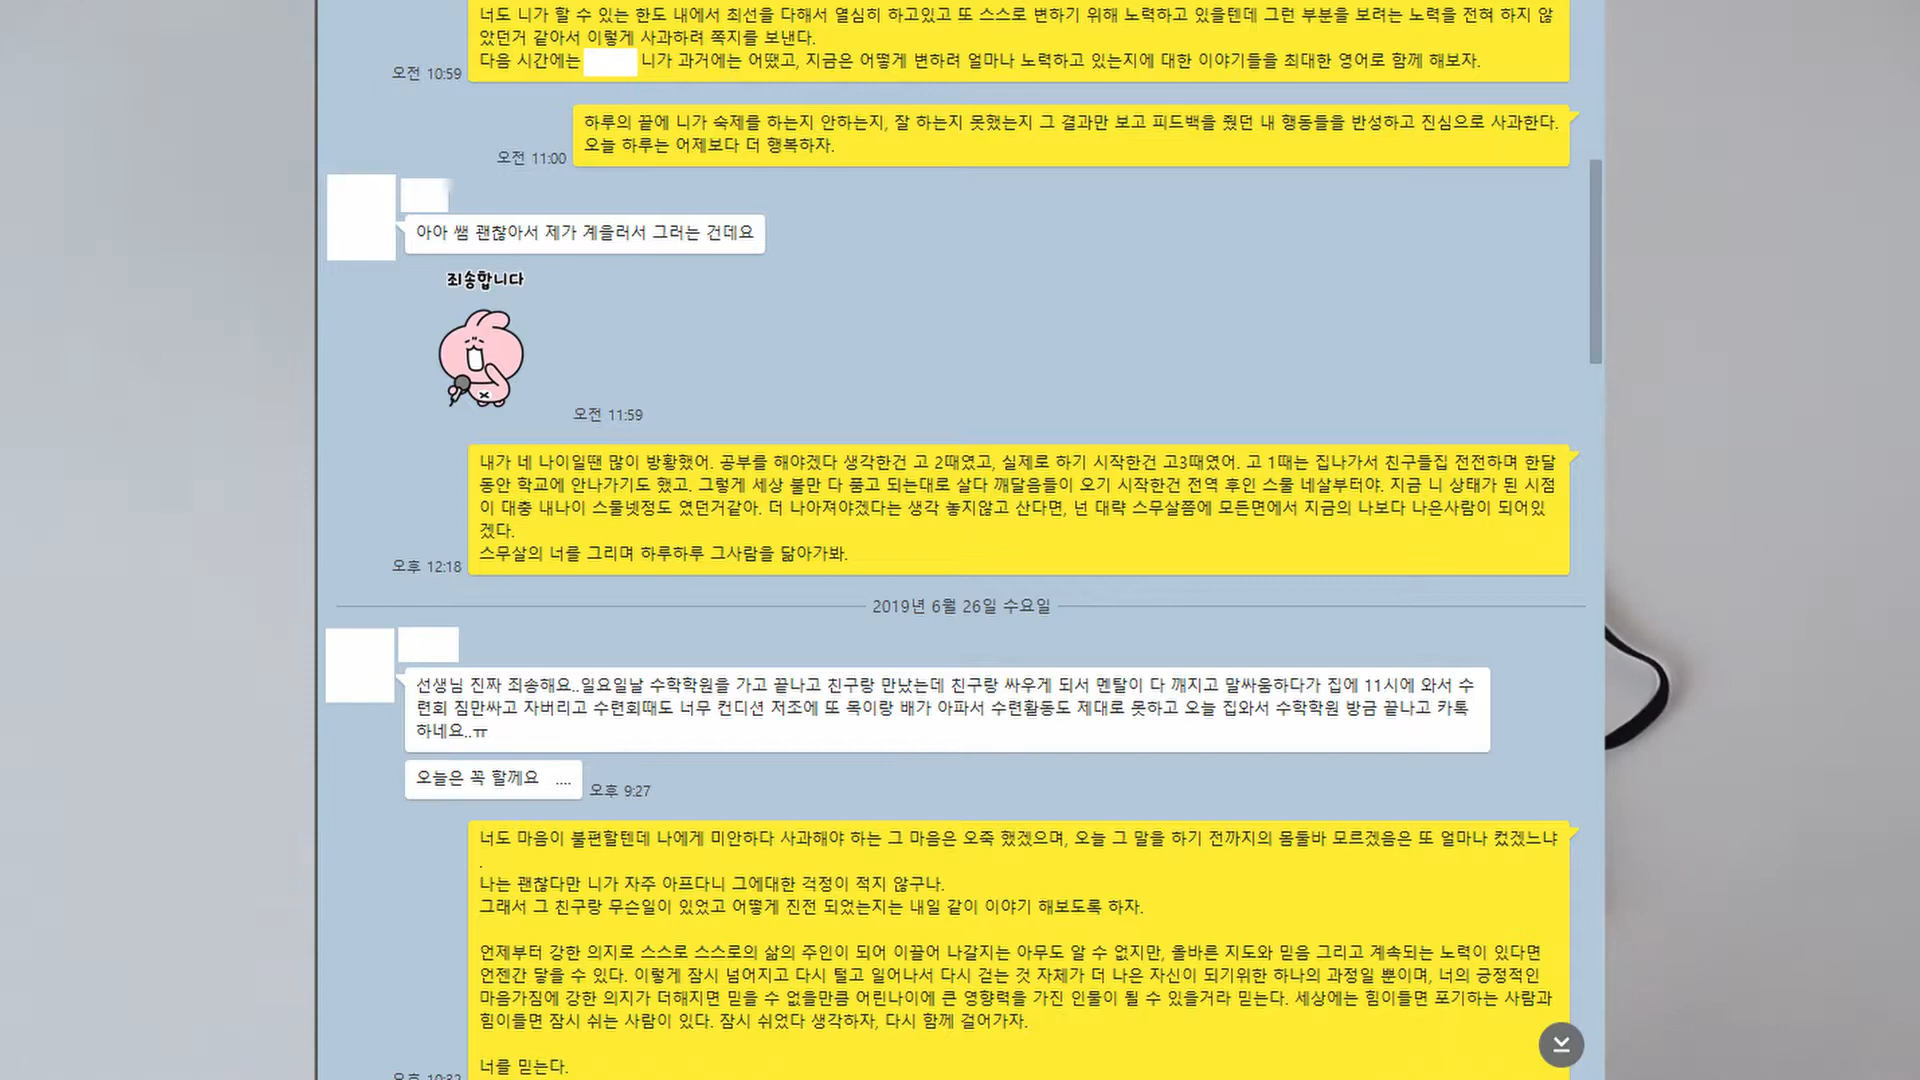 너도 니가 할 수 있는 한도 내에서 최선을 다해서 열심히 하고있고 또 스스로 변하기 위해 노력하고 있을텐데 그런 부분을 보려는 노력을 전혀 하지 않
았던거 같아서 이렇게 사과하려 쪽지를 보낸다.
다음 시간에는 니가 과거에는 어땠고, 지금은 어떻게 변하려 얼마나 노력하고 있는지에 대한 이야기들을 최대한 영어로 함께 해보자.
오전 10:59
하루의 끝에 니가 숙제를 하는지 안하는지, 잘 하는지 못했는지 그 결과만 보고 피드백을 줬던 내 행동들을 반성하고 진심으로 사과한다.
오늘 하루는 어제보다 더 행복하자.
오전 11:00
아아 쌤 괜찮아서 제가 계을러서 그러는 건데요
죄송합니다
오전 11:59
내가 네 나이일땐 많이 방황했어. 공부를 해야겠다 생각한건 고 2때였고, 실제로 하기 시작한건 고3때였어. 고 1때는 집나가서 친구들집 전전하며 한달
동안 학교에 안나가기도 했고. 그렇게 세상 불만 다 품고 되는대로 살다 깨달음들이 오기 시작한건 전역 후인 스물 네살부터야. 지금 니 상태가 된 시점
이 대충 내나이 스물넷정도 였던거같아. 더 나아져야겠다는 생각 놓지않고 산다면, 넌 대략 스무살쯤에 모든면에서 지금의 나보다 나은사람이 되어있
겠다.
스무살의 너를 그리며 하루하루 그사람을 닮아가봐.
오후 12:18
2019년 6월 26일 수요일
선생님 진짜 죄송해요..일요일날 수학학원을 가고 끝나고 친구랑 만났는데 친구랑 싸우게 되서 멘탈이 다 깨지고 말싸움하다가 집에 11시에 와서 수
련회 짐만싸고 자버리고 수련회때도 너무 컨디션 저조에 또 목이랑 배가 아파서 수련활동도 제대로 못하고 오늘 집와서 수학학원 방금 끝나고 카톡
하네요..ㅠ
오늘은 꼭 할께요 ....
오후 9:27
너도 마음이 불편할텐데 나에게 미안하다 사과해야 하는 그 마음은 오죽 했겠으며, 오늘 그 말을 하기 전까지의 몸둘바 모르겠음은 또 얼마나 컸겠느냐
.
나는 괜찮다만 니가 자주 아프다니 그에대한 걱정이 적지 않구나.
그래서 그 친구랑 무슨일이 있었고 어떻게 진전 되었는지는 내일 같이 이야기 해보도록 하자.
언제부터 강한 의지로 스스로 스스로의 삶의 주인이 되어 이끌어 나갈지는 아무도 알 수 없지만, 올바른 지도와 믿음 그리고 계속되는 노력이 있다면
언젠간 닿을 수 있다. 이렇게 잠시 넘어지고 다시 털고 일어나서 다시 걷는 것 자체가 더 나은 자신이 되기위한 하나의 과정일 뿐이며, 너의 긍정적인
마음가짐에 강한 의지가 더해지면 믿을 수 없을만큼 어린나이에 큰 영향력을 가진 인물이 될 수 있을거라 믿는다. 세상에는 힘이들면 포기하는 사람과
힘이들면 잠시 쉬는 사람이 있다. 잠시 쉬었다 생각하자, 다시 함께 걸어가자.
너를 믿는다.
오후 10:32